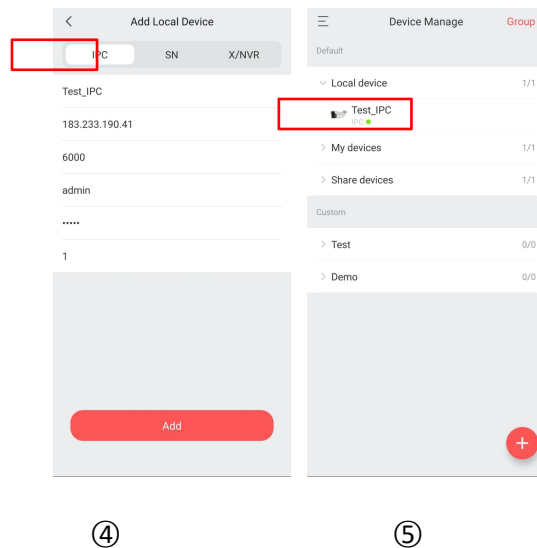 Add Local Device
IPC SN X/NVR
Test_IPC
183.233.190.41
6000
admin
•••••
1
Add
④
Device Manage Group
Default
Local device 1/1
Test_IPC
IPC
My devices 1/1
Share devices 1/1
Custom
Test 0/0
Demo 0/0
+
⑤